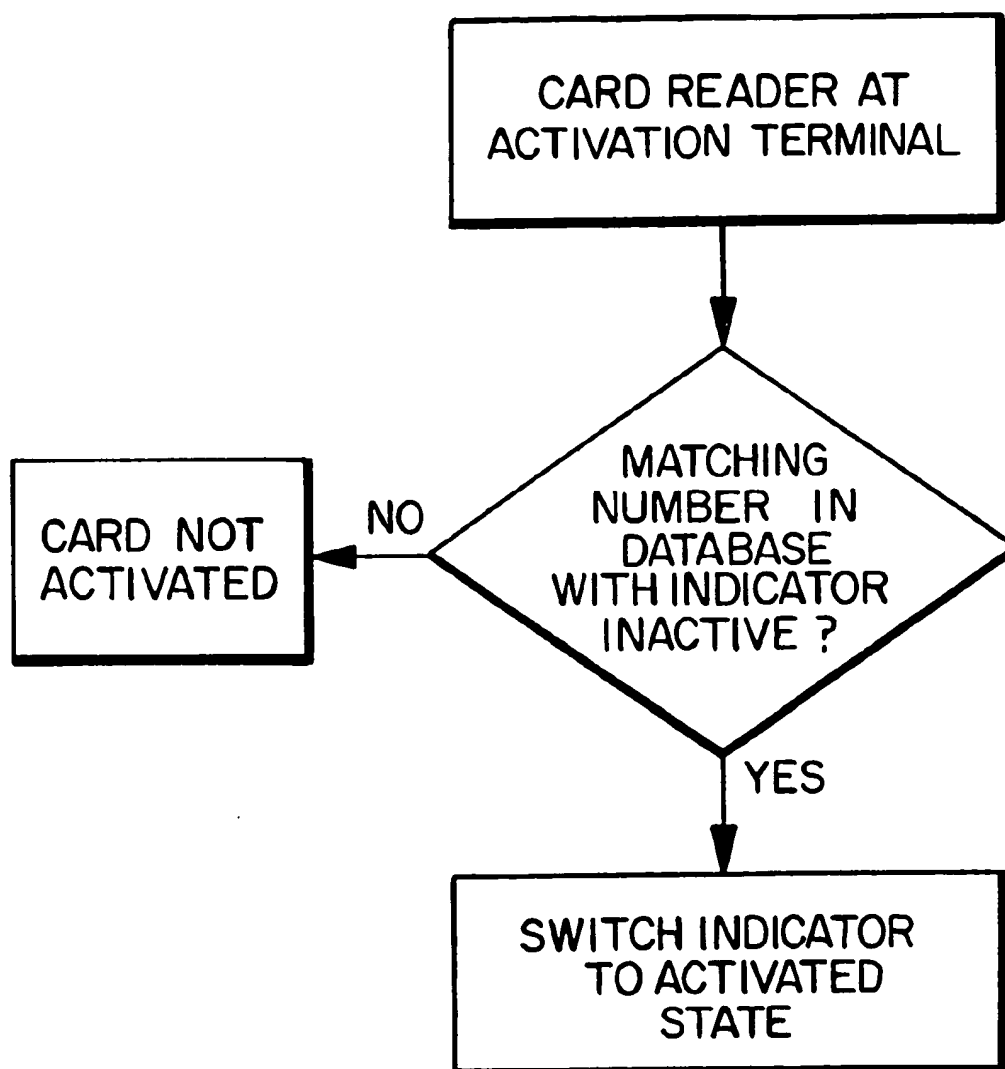 CARD READER AT
ACTIVATION TERMINAL
MATCHING
NUMBER IN
DATABASE
WITH INDICATOR
INACTIVE ?
NO
CARD NOT
ACTIVATED
YES
SWITCH INDICATOR
TO ACTIVATED
STATE